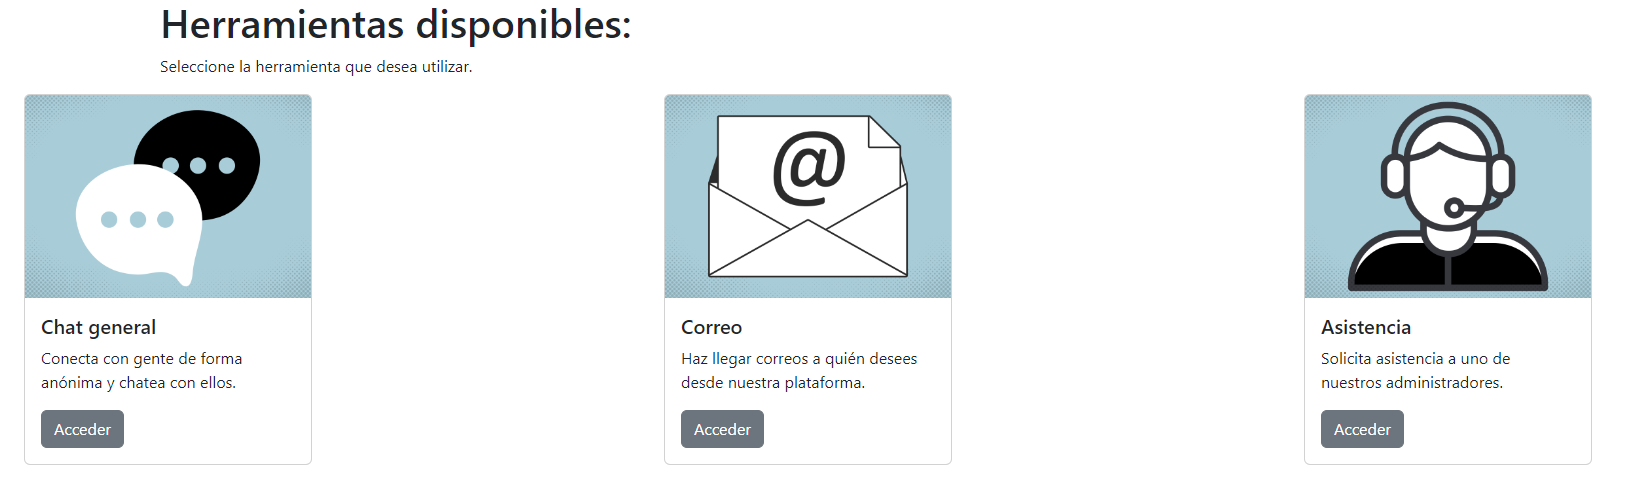 Herramientas disponibles:
Seleccione la herramienta que desea utilizar.
@
Chat general
Conecta con gente de forma
anónima y chatea con ellos.
Acceder
Correo
Haz llegar correos a quién desees
desde nuestra plataforma.
Acceder
Asistencia
Solicita asistencia a uno de
nuestros administradores.
Acceder